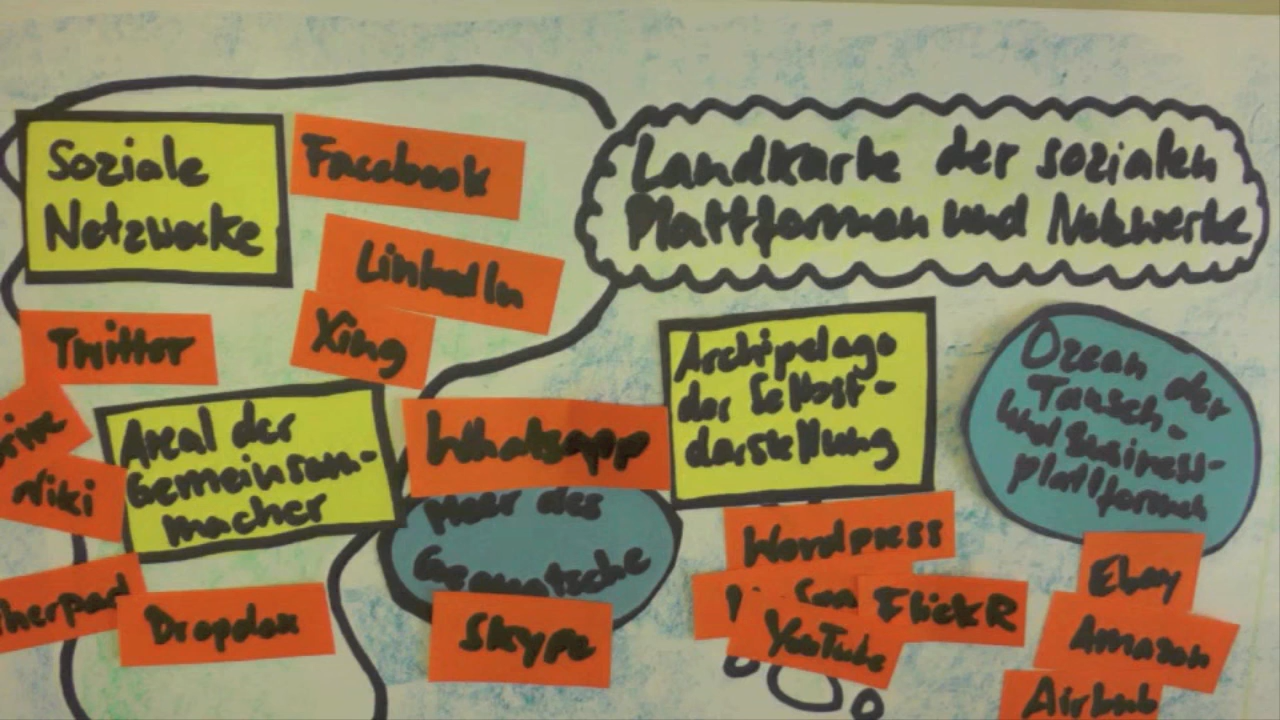 Soziale
Netzwerke
Facebook
LinkedIn
Xing
Twitter
Landkarte der sozialen
Plattformen und Netzwerke
Areal der
Gemeinsam-
macher
Wiki
Dropbox
Whatsapp
Meer des
Skype
Archipelago
der Selbst-
darstellung
Wordpress
FlickR
YouTube
Ozean der
Tausch-
und Business-
plattformen
Ebay
Amazon
Airbnb